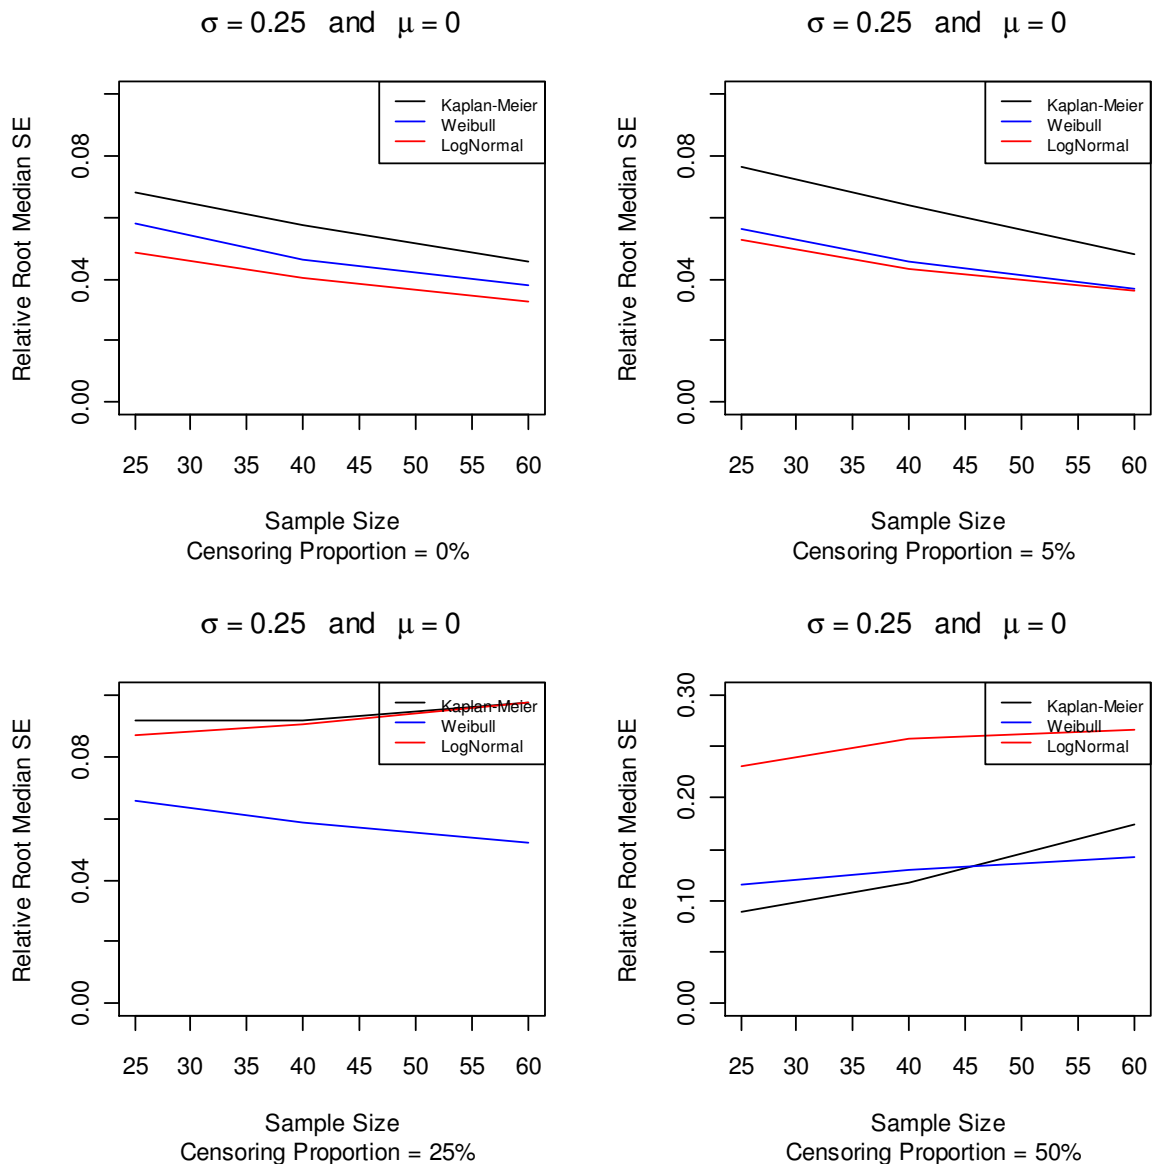 σ = 0.25 and μ = 0
Relative Root Median SE
0.00 0.04 0.08
Kaplan-Meier
Weibull
LogNormal
25 30 35 40 45 50 55 60
Sample Size
Censoring Proportion = 0%
σ = 0.25 and μ = 0
Relative Root Median SE
0.00 0.04 0.08
Kaplan-Meier
Weibull
LogNormal
25 30 35 40 45 50 55 60
Sample Size
Censoring Proportion = 5%
σ = 0.25 and μ = 0
Relative Root Median SE
0.00 0.04 0.08
Kaplan-Meier
Weibull
LogNormal
25 30 35 40 45 50 55 60
Sample Size
Censoring Proportion = 25%
σ = 0.25 and μ = 0
Relative Root Median SE
0.00 0.10 0.20 0.30
Kaplan-Meier
Weibull
LogNormal
25 30 35 40 45 50 55 60
Sample Size
Censoring Proportion = 50%